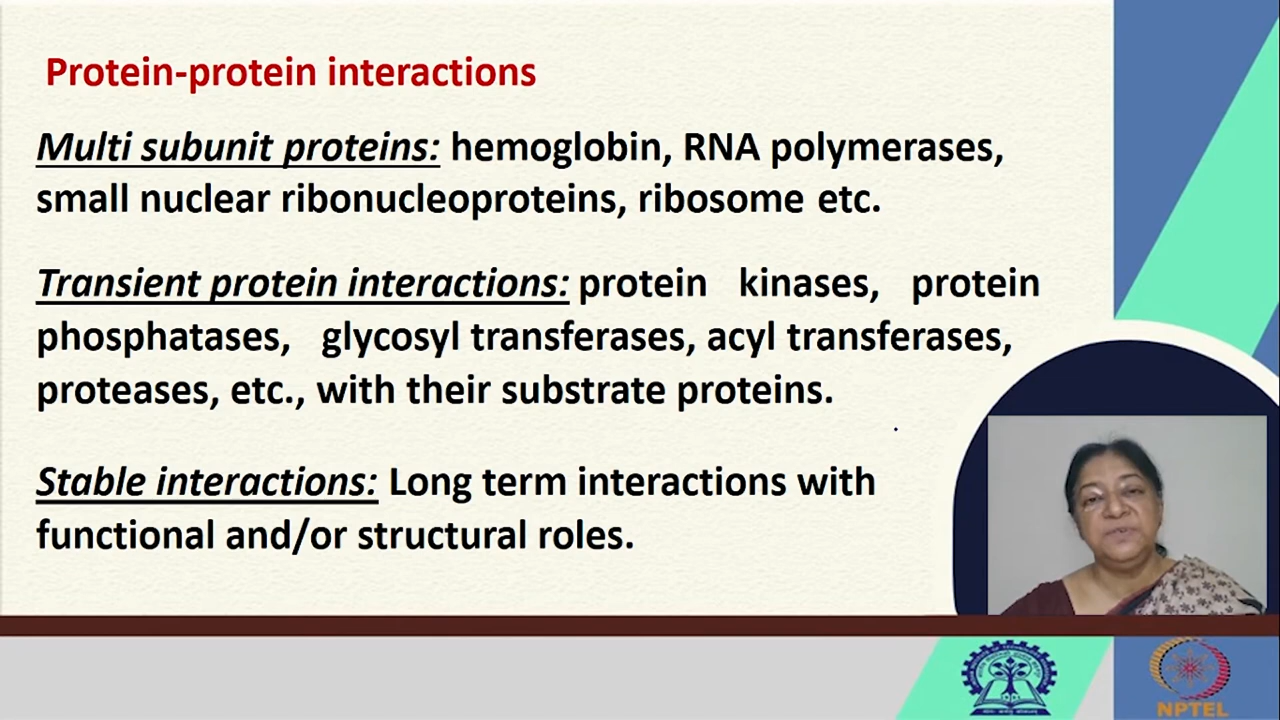 Protein-protein interactions
Multi subunit proteins: hemoglobin, RNA polymerases,
small nuclear ribonucleoproteins, ribosome etc.
Transient protein interactions: protein kinases, protein
phosphatases, glycosyl transferases, acyl transferases,
proteases, etc., with their substrate proteins.
Stable interactions: Long term interactions with
functional and/or structural roles.
NPTEL